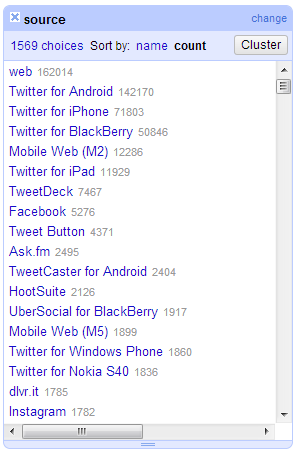 source change
1569 choices Sort by: name count Cluster
web 162014
Twitter for Android 142170
Twitter for iPhone 71803
Twitter for BlackBerry 50846
Mobile Web (M2) 12286
Twitter for iPad 11929
TweetDeck 7467
Facebook 5276
Tweet Button 4371
Ask.fm 2495
TweetCaster for Android 2404
HootSuite 2126
UberSocial for BlackBerry 1917
Mobile Web (M5) 1899
Twitter for Windows Phone 1860
Twitter for Nokia S40 1836
dlvr.it 1785
Instagram 1782